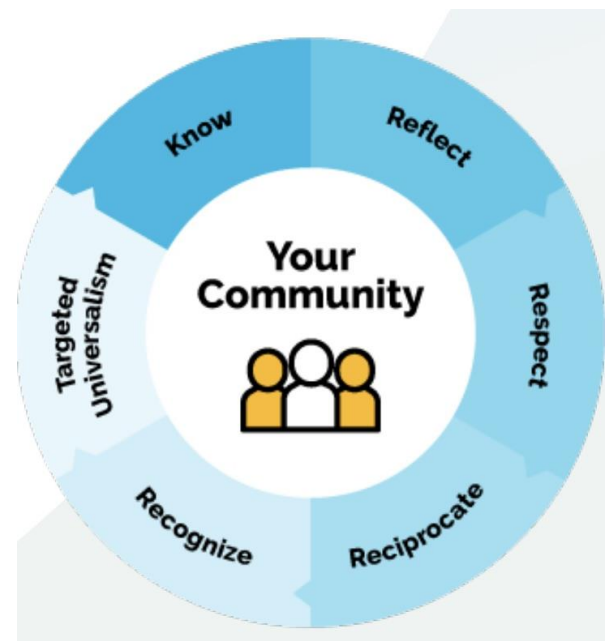 Your
Community
Know
Reflect
Respect
Reciprocate
Recognize
Targeted
Universalism